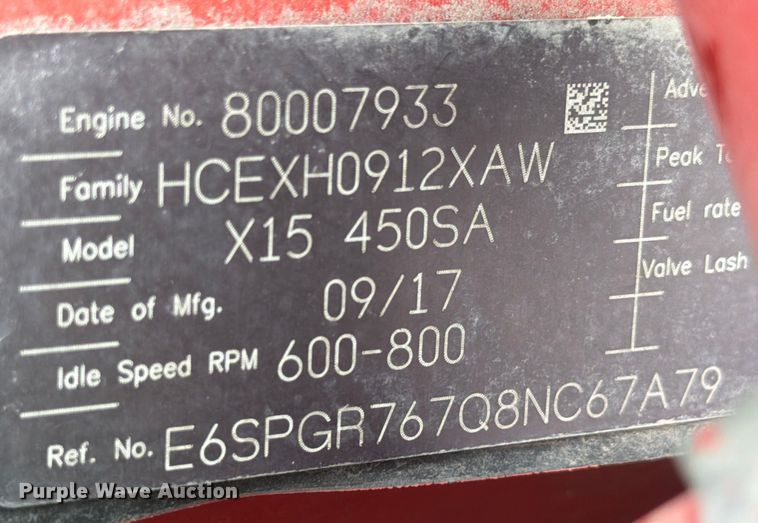 Engine No. 80007933
Family HCEXH0912XAW
Model X15 450SA
Date of Mfg. 09/17
Idle Speed RPM 600-800
Ref. No. E6SPGR767Q8NC67A79
Peak
Fuel rate
Valve Lash
Purple Wave Auction